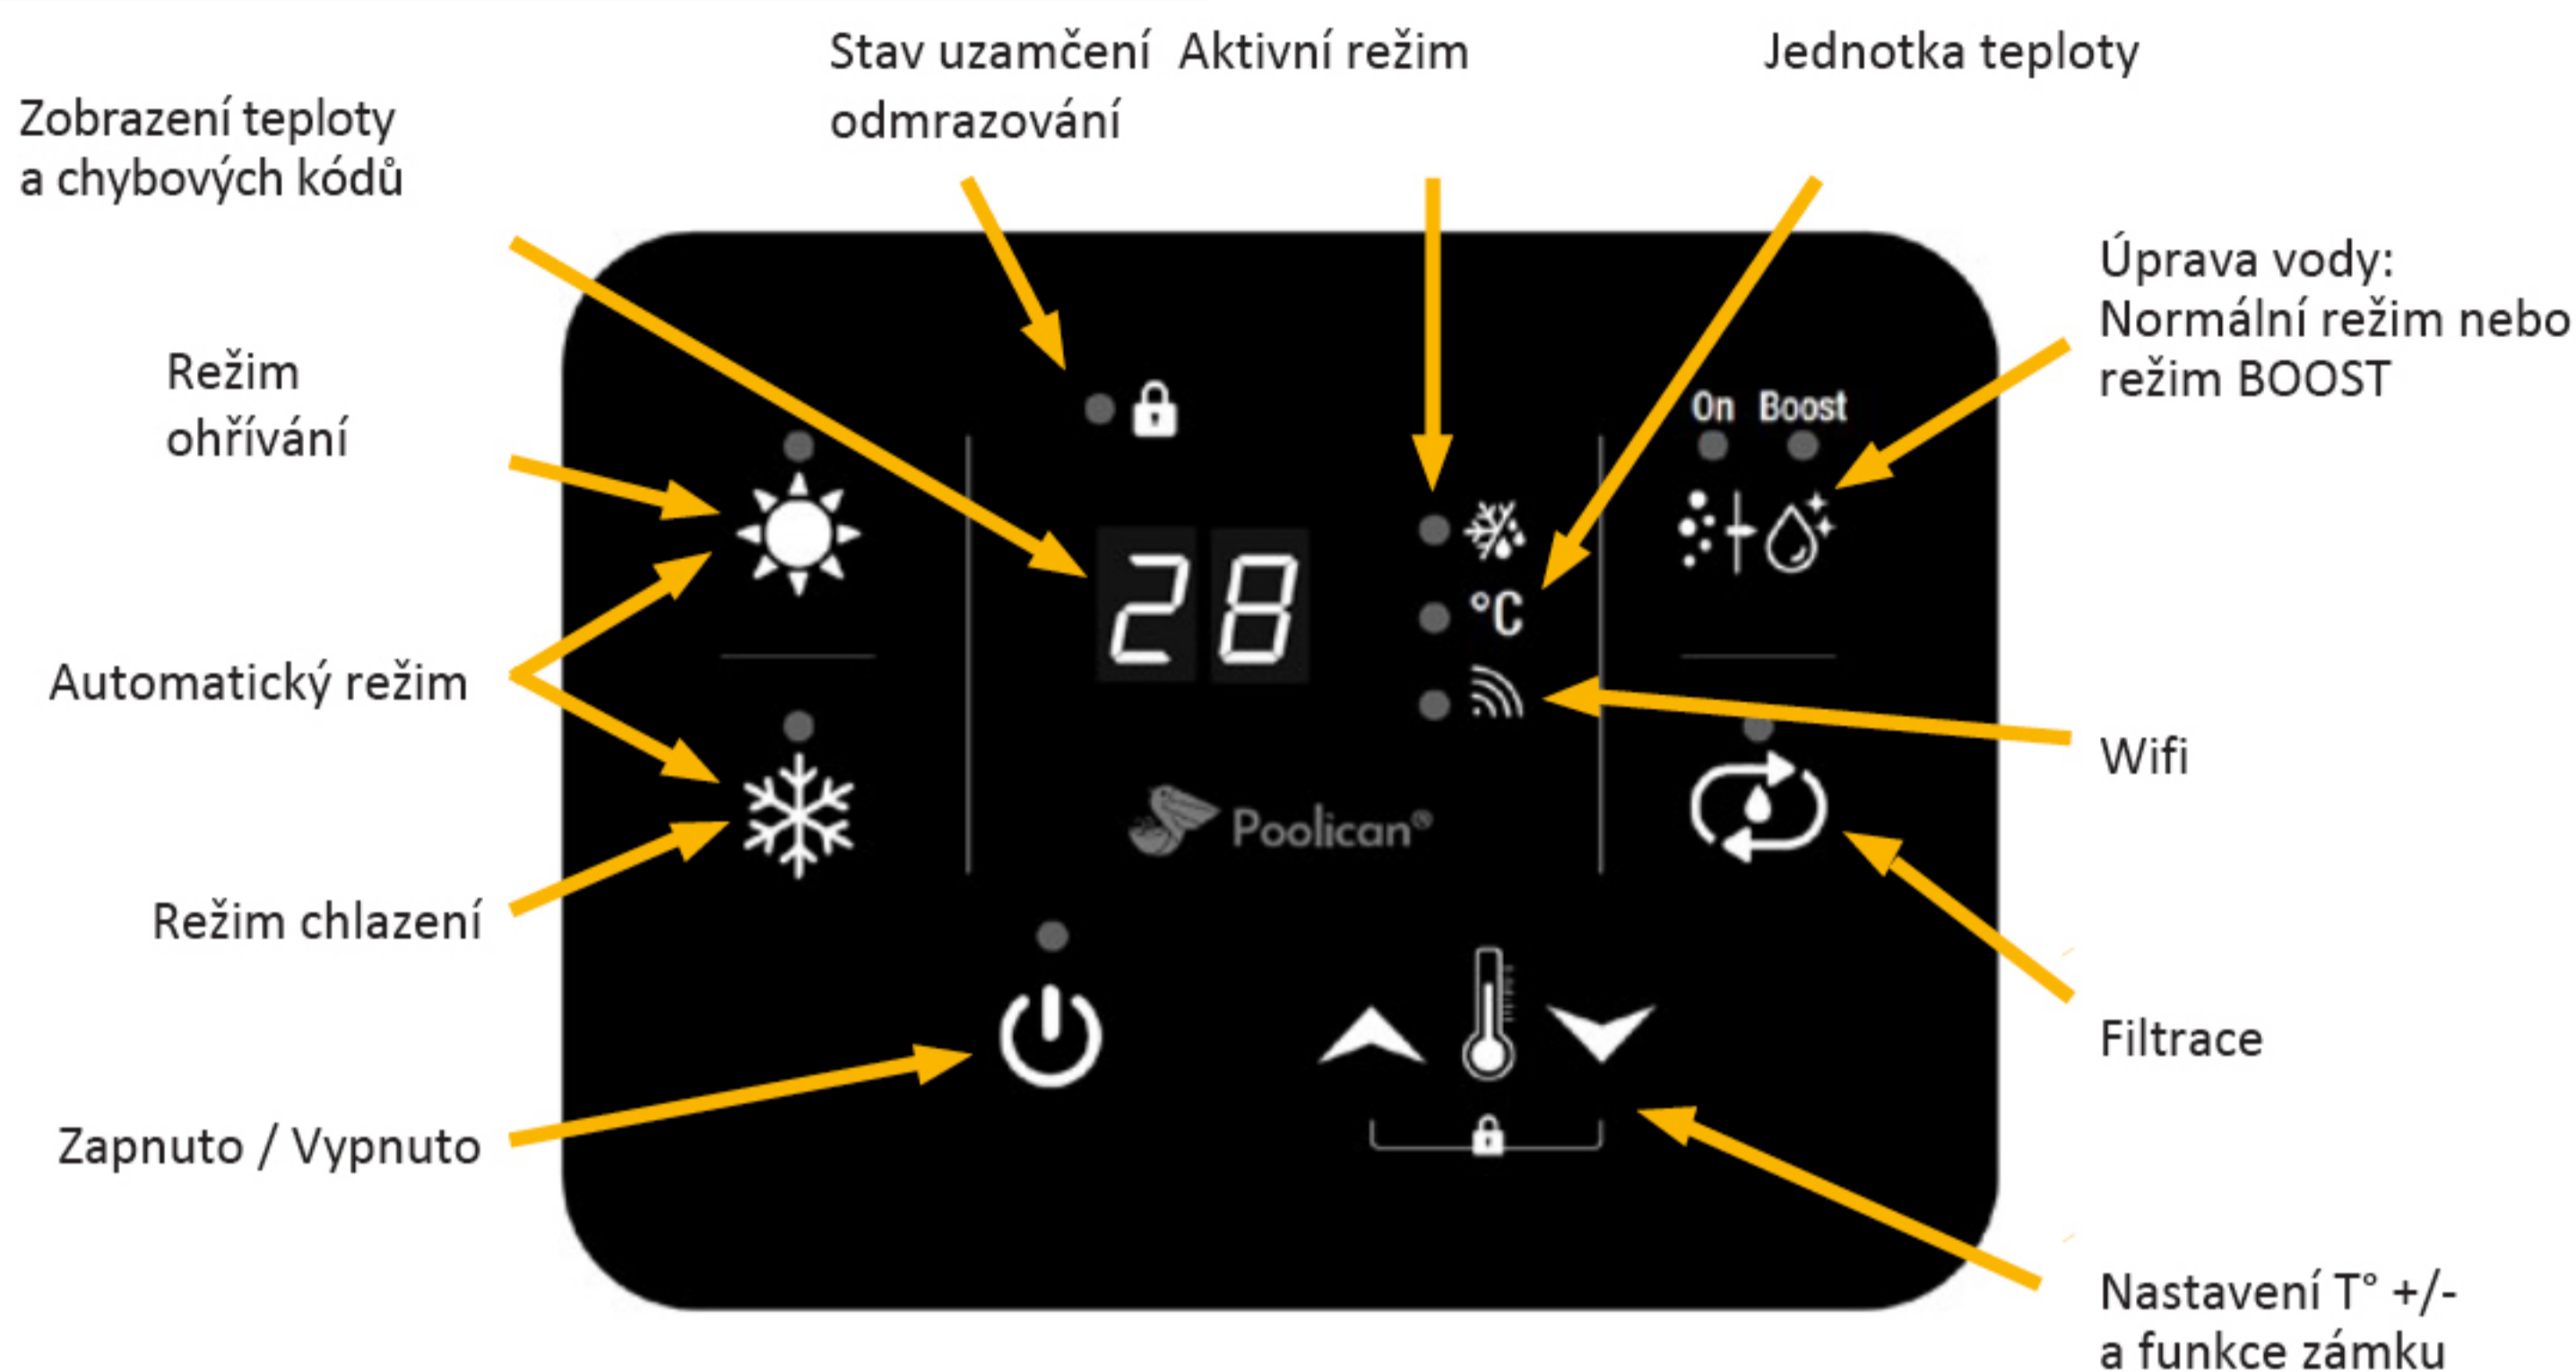 Stav uzamčení Aktivní režim
odmrazování
Jednotka teploty
Zobrazení teploty
a chybových kódů
Úprava vody:
Normální režim nebo
režim BOOST
Režim
ohřívání
On Boost
28
°C
Automatický režim
Wifi
Poolican®
Režim chlazení
Filtrace
Zapnuto / Vypnuto
Nastavení T° +/-
a funkce zámku